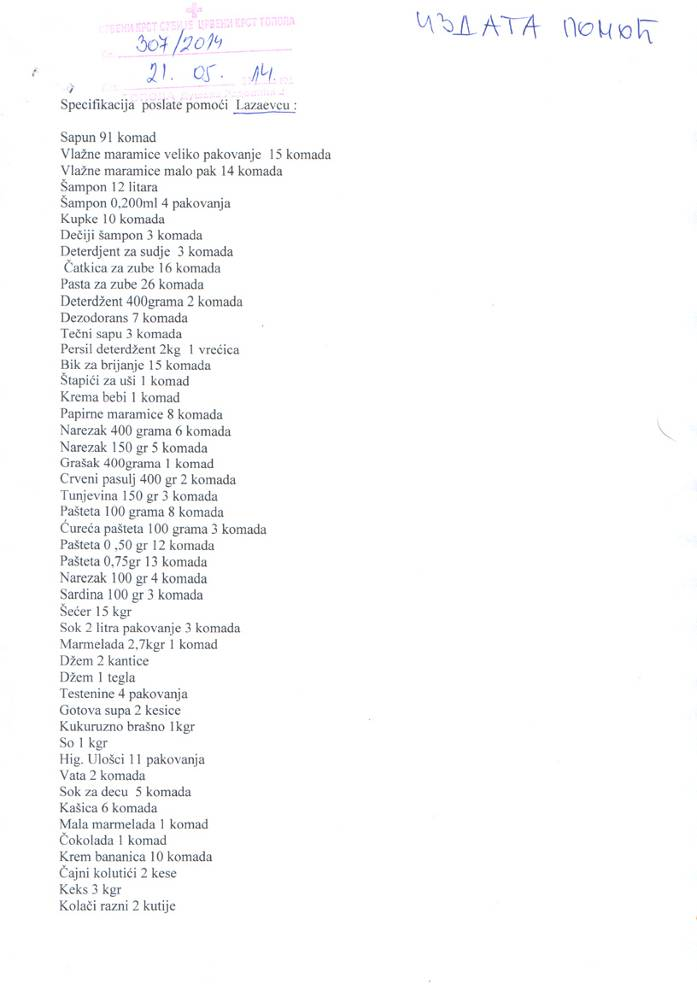 ЦРВЕНИ КРСТ СРБИЈЕ ЦРВЕНИ КРСТ ТОПОЛА
307/2014
21. 05. 14.
ИЗДАТА ПОМОЋ
Specifikacija poslate pomoći Lazaevcu :
Sapun 91 komad
Vlažne maramice veliko pakovanje 15 komada
Vlažne maramice malo pak 14 komada
Šampon 12 litara
Šampon 0,200ml 4 pakovanja
Kupke 10 komada
Dečiji šampon 3 komada
Deterdjent za sudje 3 komada
Čatkica za zube 16 komada
Pasta za zube 26 komada
Deterdžent 400grama 2 komada
Dezodorans 7 komada
Tečni sapu 3 komada
Persil deterdžent 2kg 1 vrećica
Bik za brijanje 15 komada
Štapići za uši 1 komad
Krema bebi 1 komad
Papirne maramice 8 komada
Narezak 400 grama 6 komada
Narezak 150 gr 5 komada
Grašak 400grama 1 komad
Crveni pasulj 400 gr 2 komada
Tunjevina 150 gr 3 komada
Pašteta 100 grama 8 komada
Ćureća pašteta 100 grama 3 komada
Pašteta 0 ,50 gr 12 komada
Pašteta 0,75gr 13 komada
Narezak 100 gr 4 komada
Sardina 100 gr 3 komada
Šećer 15 kgr
Sok 2 litra pakovanje 3 komada
Marmelada 2,7kgr 1 komad
Džem 2 kantice
Džem 1 tegla
Testenine 4 pakovanja
Gotova supa 2 kesice
Kukuruzno brašno 1kgr
So 1 kgr
Hig. Ulošci 11 pakovanja
Vata 2 komada
Sok za decu 5 komada
Kašica 6 komada
Mala marmelada 1 komad
Čokolada 1 komad
Krem bananica 10 komada
Čajni kolutići 2 kese
Keks 3 kgr
Kolači razni 2 kutije